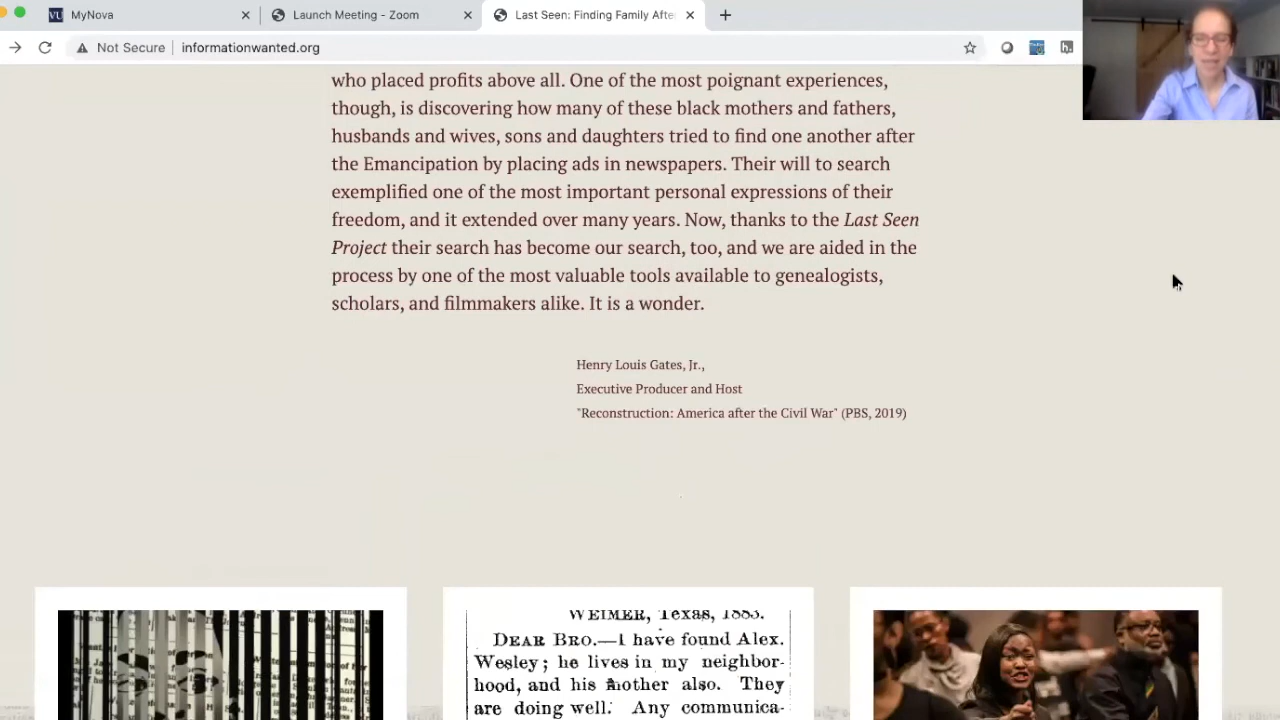 MyNova
Launch Meeting - Zoom
Last Seen: Finding Family Afte
Not Secure
informationwanted.org
who placed profits above all. One of the most poignant experiences,
though, is discovering how many of these black mothers and fathers,
husbands and wives, sons and daughters tried to find one another after
the Emancipation by placing ads in newspapers. Their will to search
exemplified one of the most important personal expressions of their
freedom, and it extended over many years. Now, thanks to the Last Seen
Project their search has become our search, too, and we are aided in the
process by one of the most valuable tools available to genealogists,
scholars, and filmmakers alike. It is a wonder.
Henry Louis Gates, Jr.,
Executive Producer and Host
"Reconstruction: America after the Civil War" (PBS, 2019)
WEIMER, Texas, 1883.
DEAR BRO.—I have found Alex.
Wesley; he lives in my neighbor-
hood, and his mother also. They
are doing well. Any communica-